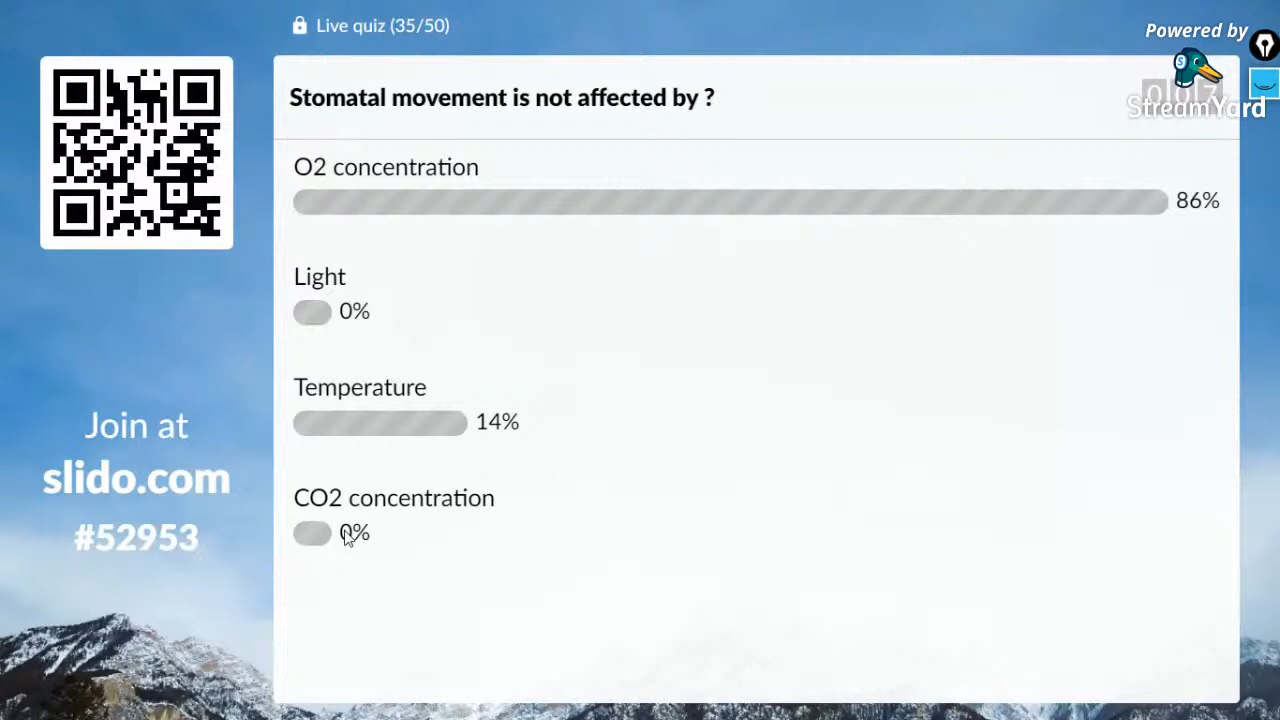 Live quiz (35/50)
Powered by
StreamYard
Stomatal movement is not affected by ?
O2 concentration
86%
Light
0%
Temperature
14%
CO2 concentration
0%
Join at
slido.com
#52953